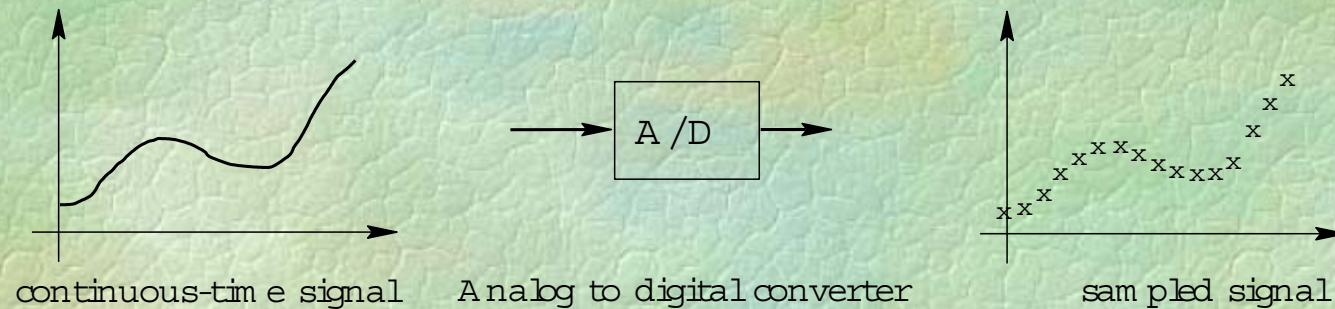 A/D
x x x x x x x x x x x x x x x x
continuous-time signal
Analog to digital converter
sampled signal